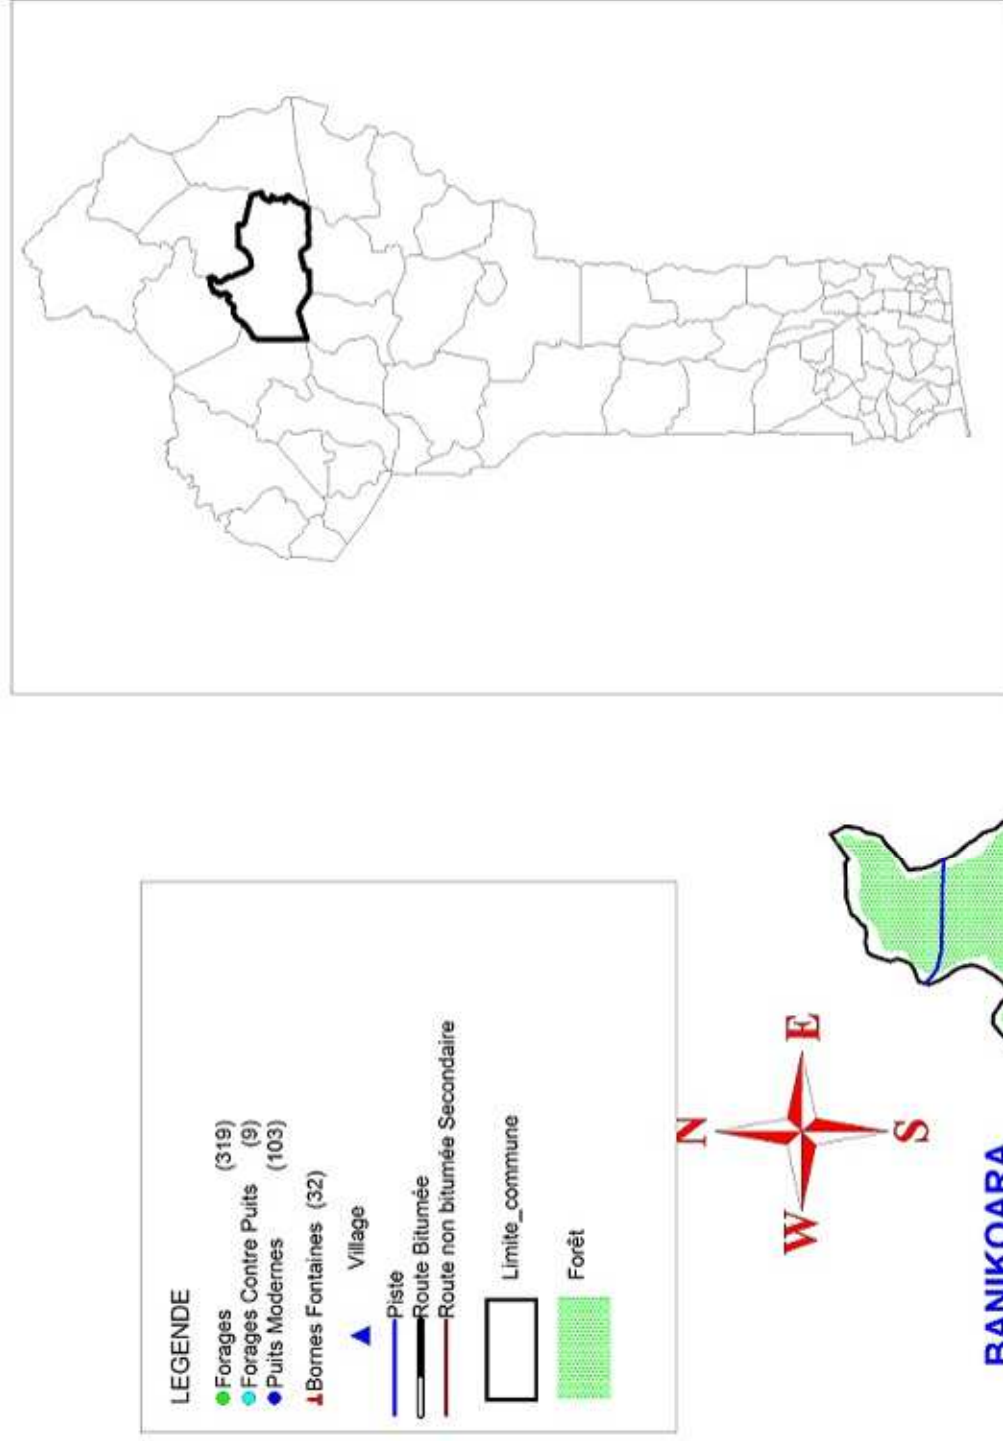 LEGENDE
Forages (319)
Forages Contre Puits (9)
Puits Modernes (103)
Bornes Fontaines (32)
Village
Piste
Route Bitumée
Route non bitumée Secondaire
Limite_commune
Forêt
N
W
E
S
BANIKOARA